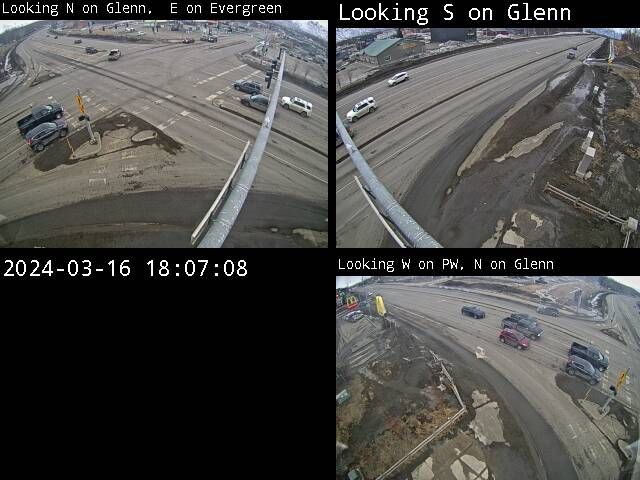 Looking N on Glenn, E on Evergreen
Looking S on Glenn
2024-03-16 18:07:08
Looking W on PW, N on Glenn